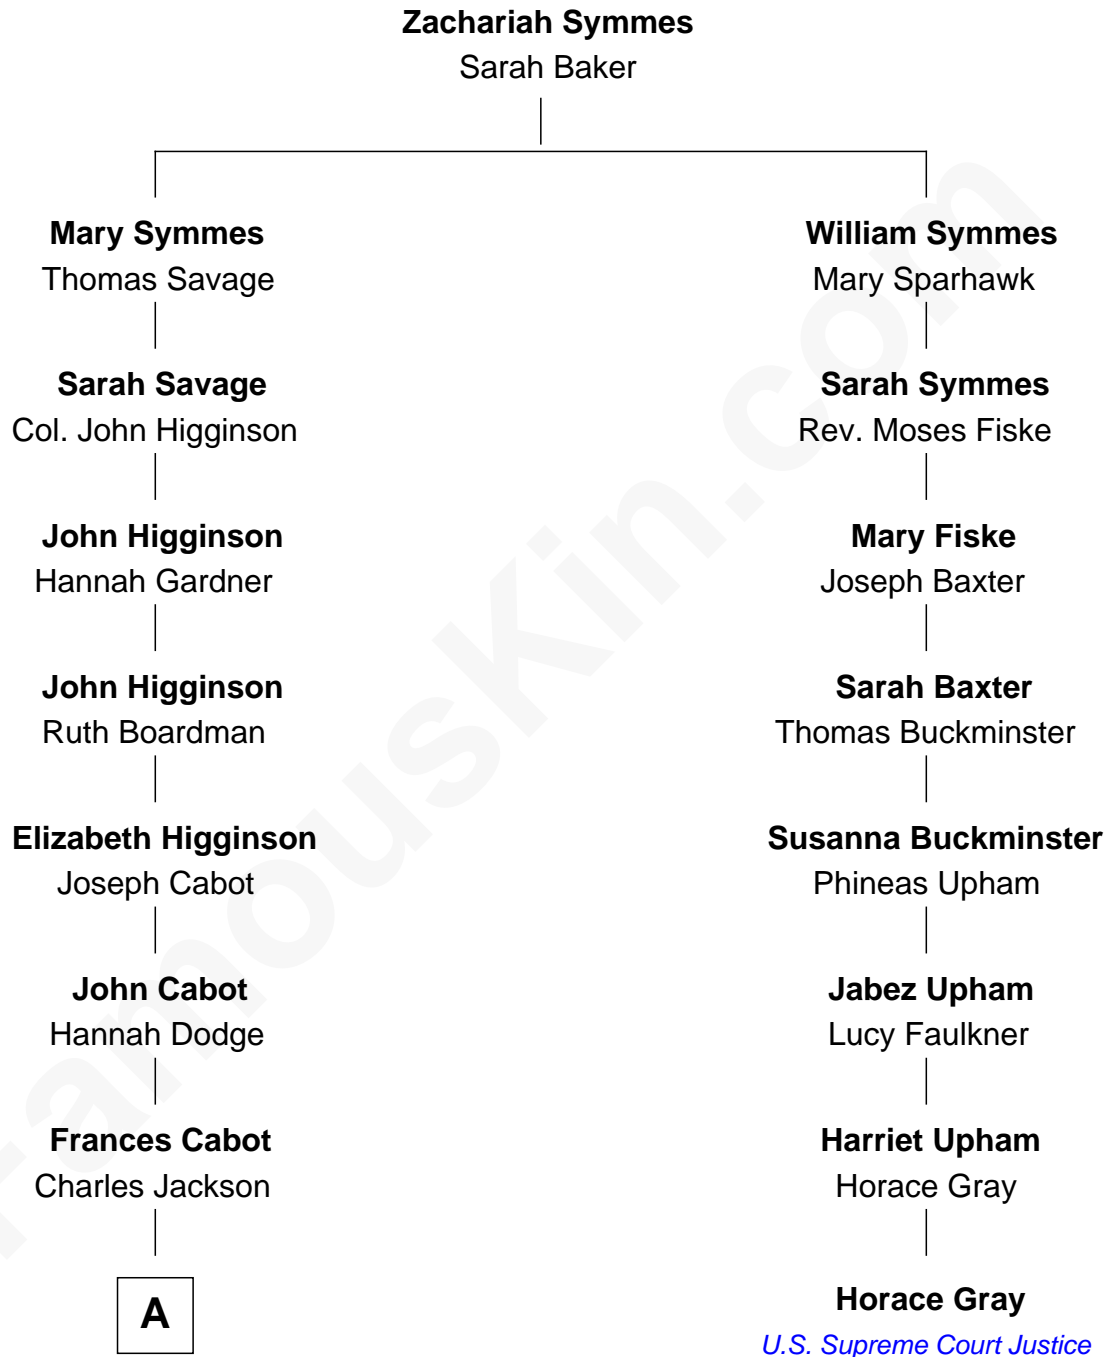 Zachariah Symmes
Sarah Baker
Mary Symmes
Thomas Savage
William Symmes
Mary Sparhawk
Sarah Savage
Col. John Higginson
Sarah Symmes
Rev. Moses Fiske
John Higginson
Hannah Gardner
Mary Fiske
Joseph Baxter
John Higginson
Ruth Boardman
Sarah Baxter
Thomas Buckminster
Elizabeth Higginson
Joseph Cabot
Susanna Buckminster
Phineas Upham
John Cabot
Hannah Dodge
Jabez Upham
Lucy Faulkner
Frances Cabot
Charles Jackson
Harriet Upham
Horace Gray
A
Horace Gray
U.S. Supreme Court Justice
FamousKin.com